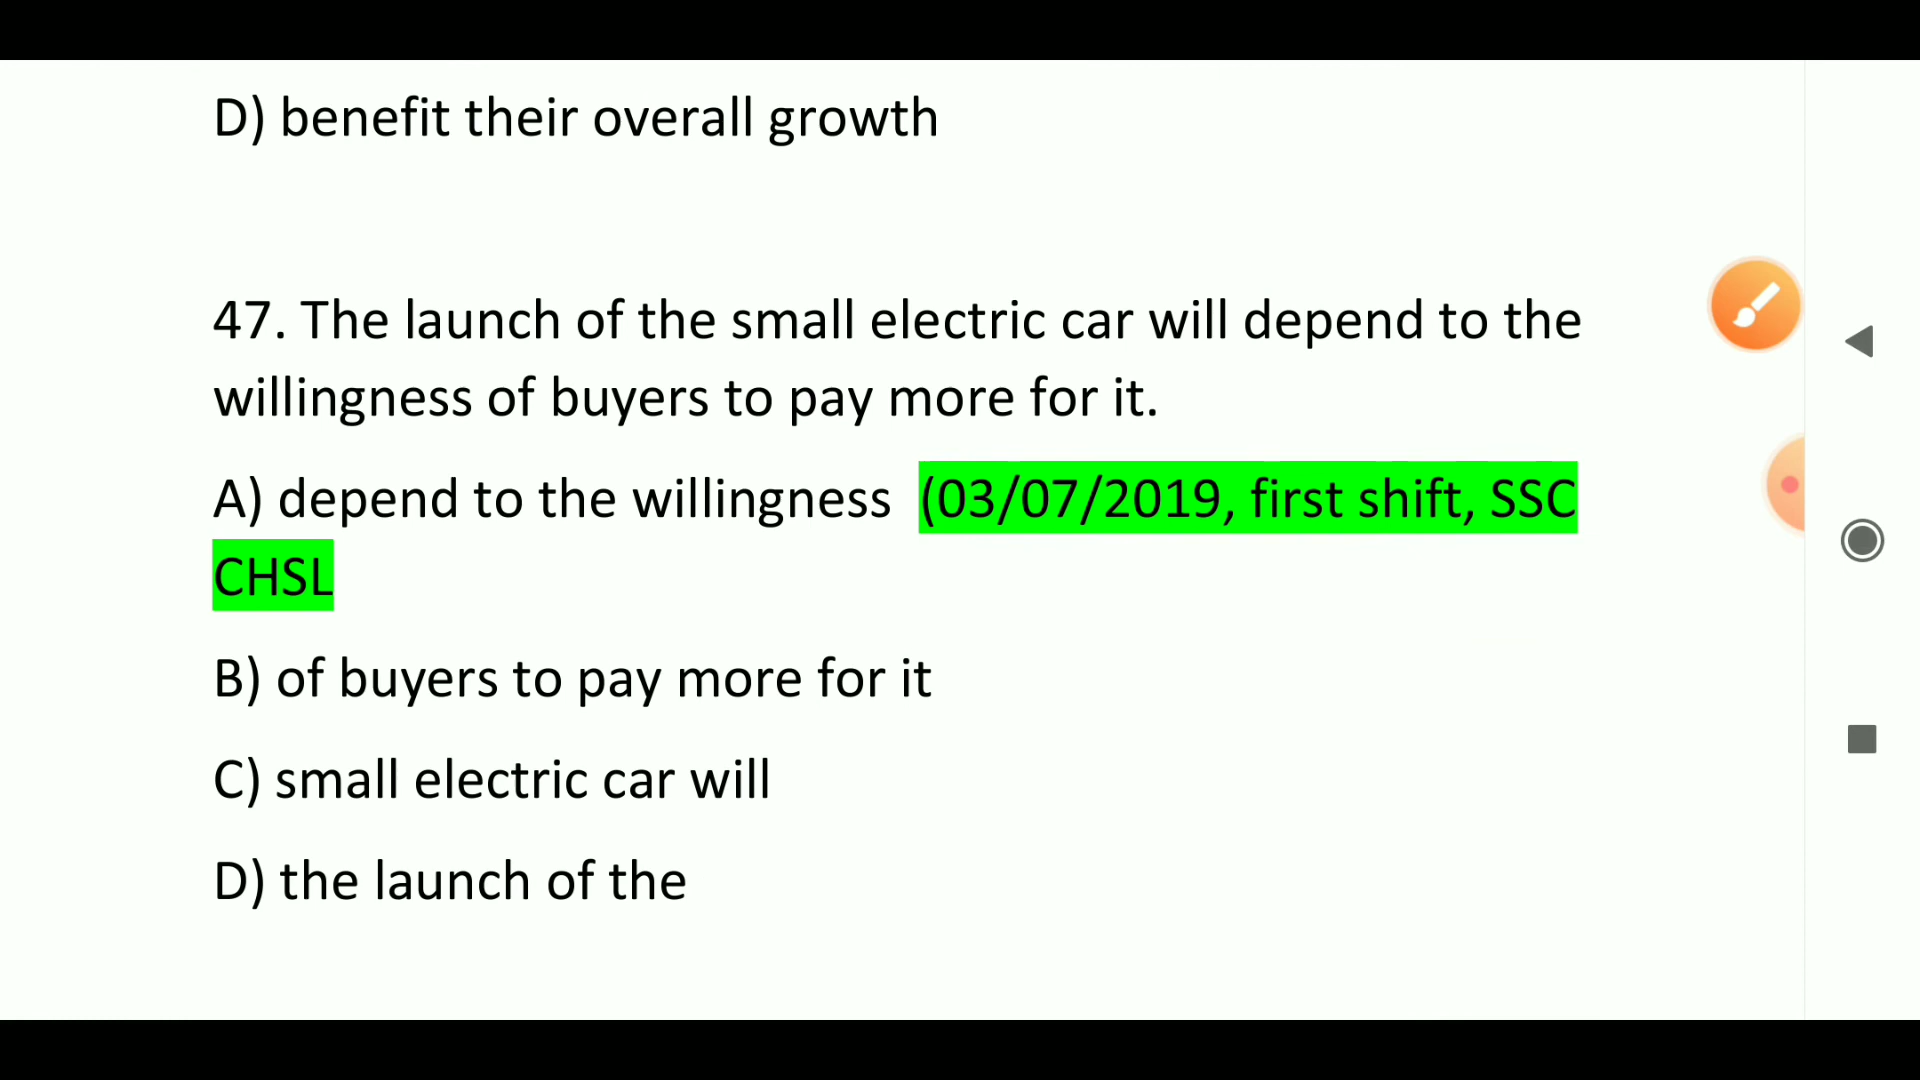 D) benefit their overall growth
47. The launch of the small electric car will depend to the
willingness of buyers to pay more for it.
A) depend to the willingness (03/07/2019, first shift, SSC
CHSL
B) of buyers to pay more for it
C) small electric car will
D) the launch of the